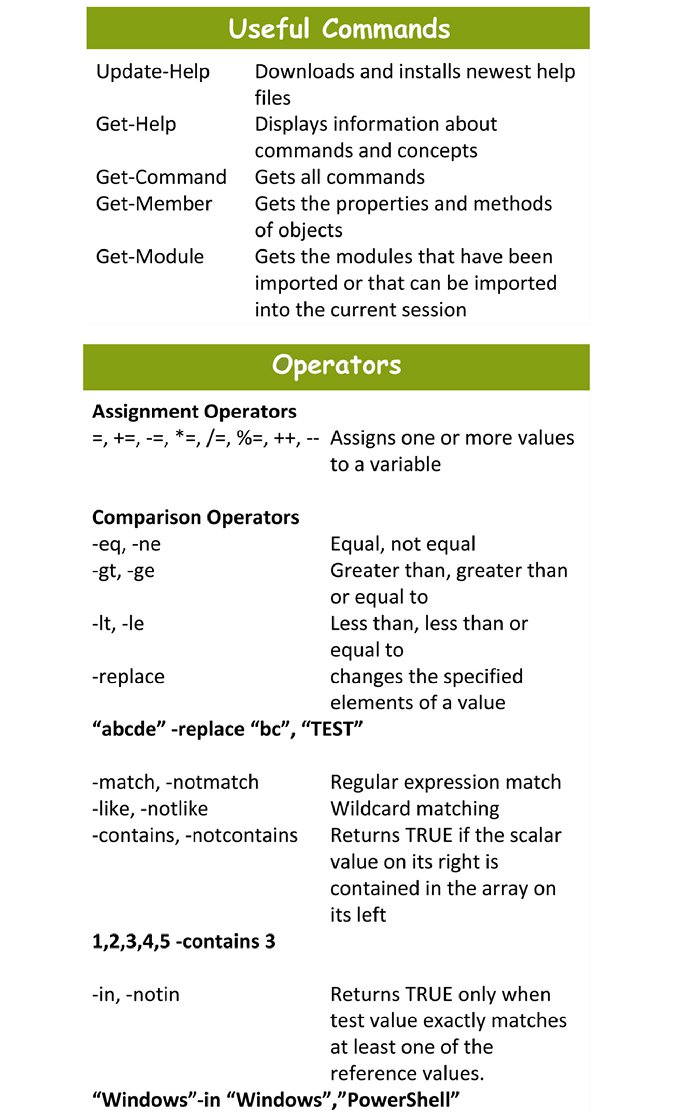 Useful Commands
Update-Help Downloads and installs newest help
files
Get-Help Displays information about
commands and concepts
Get-Command Gets all commands
Get-Member Gets the properties and methods
of objects
Get-Module Gets the modules that have been
imported or that can be imported
into the current session
Operators
Assignment Operators
=, +=, -=, *=, /=, %=, ++, -- Assigns one or more values
to a variable
Comparison Operators
-eq, -ne Equal, not equal
-gt, -ge Greater than, greater than
or equal to
-lt, -le Less than, less than or
equal to
-replace changes the specified
elements of a value
“abcde” -replace “bc”, “TEST”
-match, -notmatch Regular expression match
-like, -notlike Wildcard matching
-contains, -notcontains Returns TRUE if the scalar
value on its right is
contained in the array on
its left
1,2,3,4,5 -contains 3
-in, -notin Returns TRUE only when
test value exactly matches
at least one of the
reference values.
“Windows”-in “Windows”,”PowerShell”